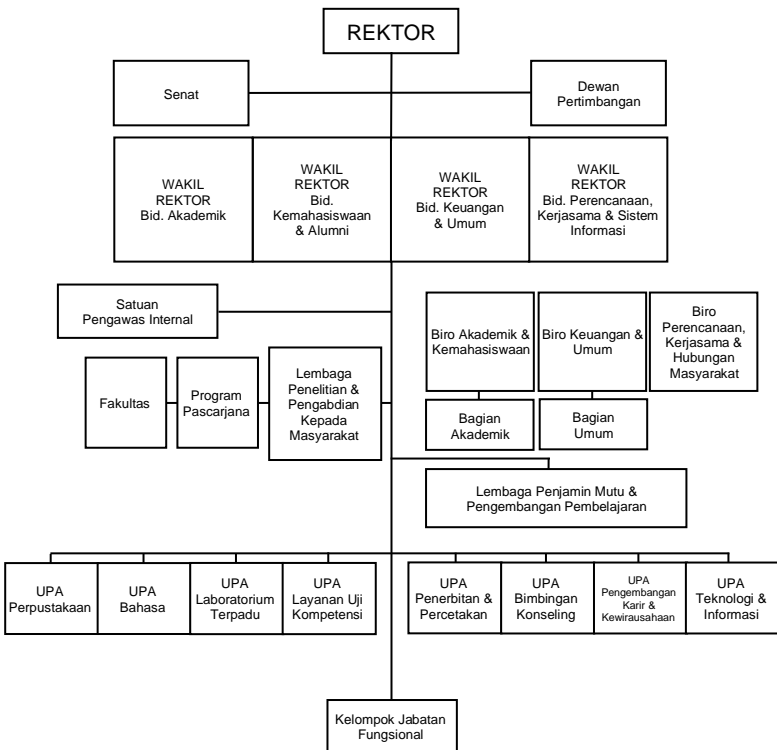 REKTOR
Senat
Dewan
Pertimbangan
WAKIL
REKTOR
Bid. Akademik
WAKIL
REKTOR
Bid.
Kemahasiswaan
& Alumni
WAKIL
REKTOR
Bid. Keuangan
& Umum
WAKIL
REKTOR
Bid. Perencanaan,
Kerjasama & Sistem
Informasi
Satuan
Pengawas Internal
Biro Akademik &
Kemahasiswaan
Biro Keuangan &
Umum
Biro
Perencanaan,
Kerjasama &
Hubungan
Masyarakat
Fakultas
Program
Pascarjana
Lembaga
Penelitian &
Pengabdian
Kepada
Masyarakat
Bagian
Akademik
Bagian
Umum
Lembaga Penjamin Mutu &
Pengembangan Pembelajaran
UPA
Perpustakaan
UPA
Bahasa
UPA
Laboratorium
Terpadu
UPA
Layanan Uji
Kompetensi
UPA
Penerbitan &
Percetakan
UPA
Bimbingan
Konseling
UPA
Pengembangan
Karir &
Kewirausahaan
UPA
Teknologi &
Informasi
Kelompok Jabatan
Fungsional